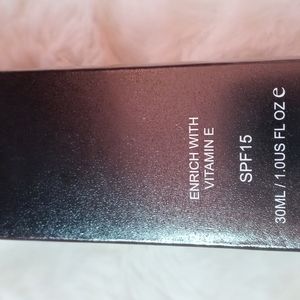 ENRICH WITH
VITAMIN E
SPF15
30ML / 1.0US FL OZ ℮